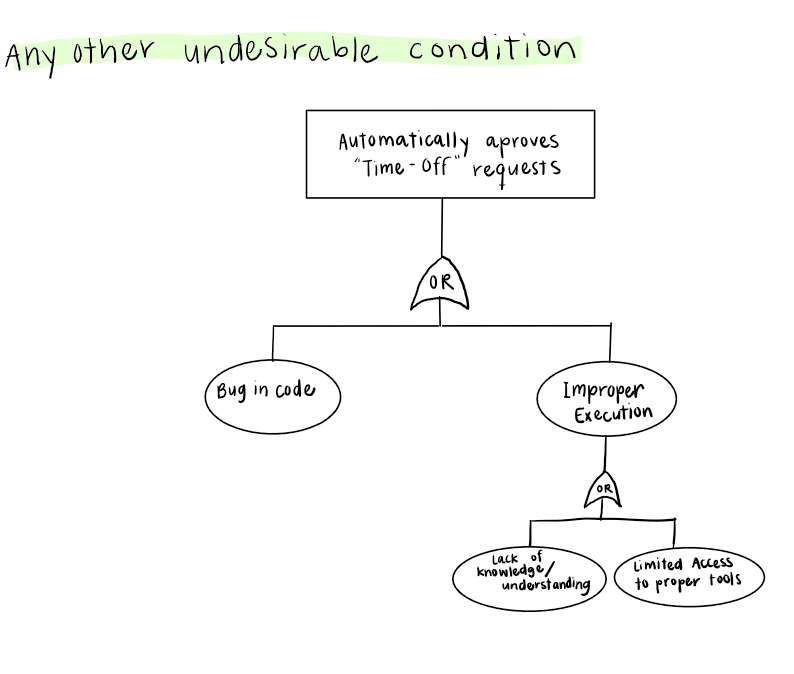 Any other undesirable condition
Automatically aproves
"Time-Off" requests
OR
Bug in code
Improper
Execution
OR
Lack of
knowledge/
understanding
Limited Access
to proper tools